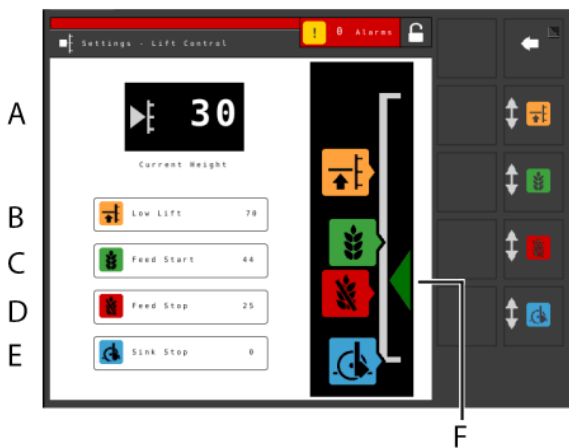 ! 0 Alarms
Settings - Lift Control
A
30
Current Height
B
Low Lift 70
C
Feed Start 44
D
Feed Stop 25
E
Sink Stop 0
F